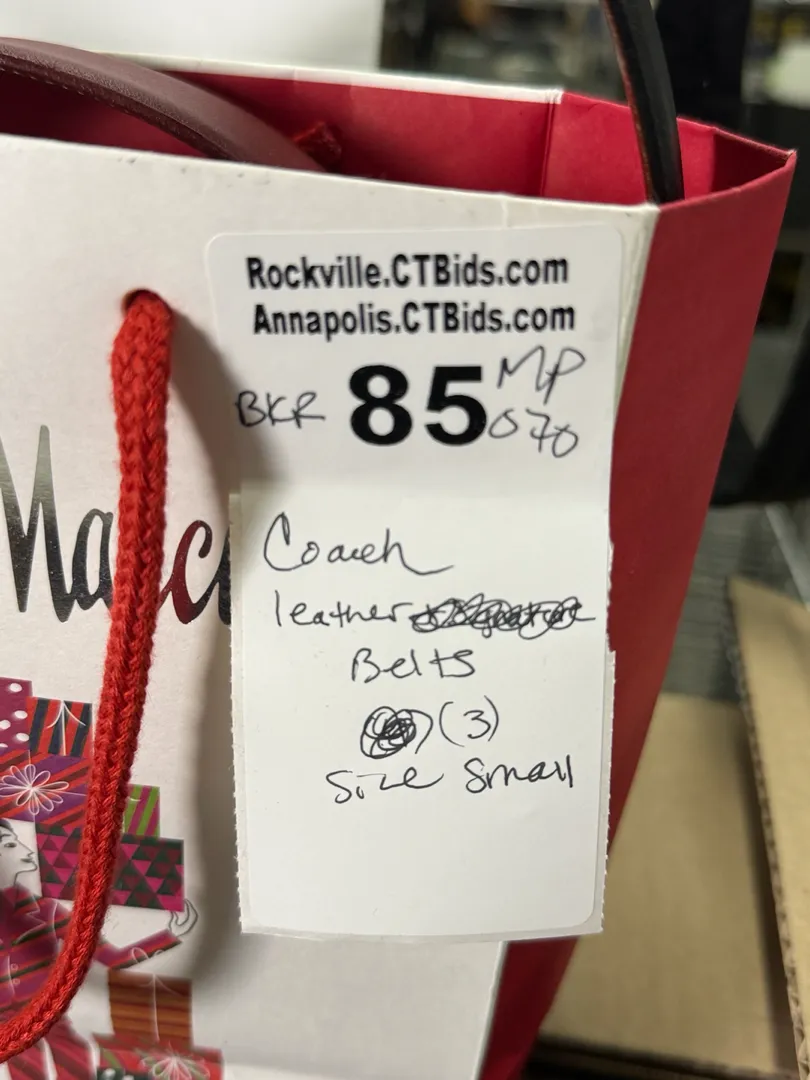 Rockville.CTBids.com
Annapolis.CTBids.com
BKR 85 MP
070
Coach
leather
Belts
(3)
Size Small
Mac